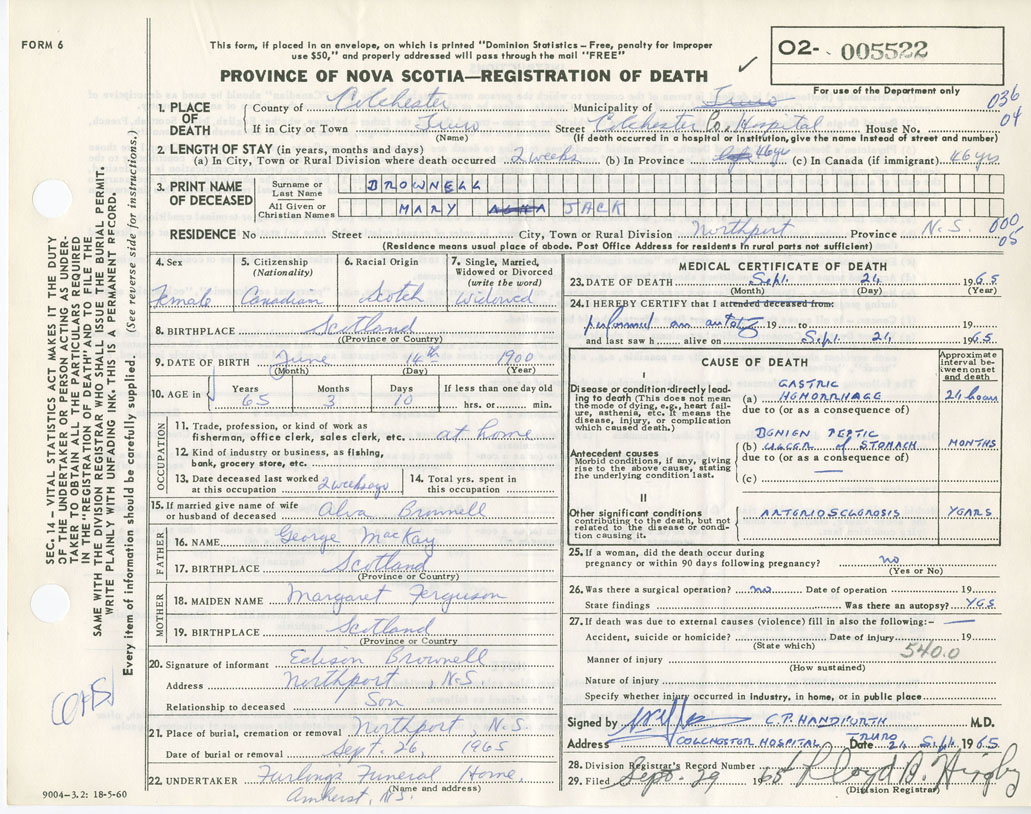 FORM 6
This form, if placed in an envelope, on which is printed "Dominion Statistics – Free, penalty for improper
use $50," and properly addressed will pass through the mail "FREE"
PROVINCE OF NOVA SCOTIA—REGISTRATION OF DEATH
✓
02- 005522
For use of the Department only
036
04
1. PLACE OF DEATH
County of Colchester Municipality of Truro
If in City or Town Truro Street Colchester Co. Hospital House No.
(Name) (If death occurred in a hospital or institution, give the name instead of street and number)
2. LENGTH OF STAY (in years, months and days)
(a) In City, Town or Rural Division where death occurred 2 weeks (b) In Province 46 yr (c) In Canada (if immigrant) 46 yrs
3. PRINT NAME OF DECEASED
Surname or Last Name BROWNELL
All Given or Christian Names MARY JACK
RESIDENCE No Street City, Town or Rural Division Northport Province N.S.
000
05
(Residence means usual place of abode. Post Office Address for residents in rural parts not sufficient)
4. Sex Female
5. Citizenship (Nationality) Canadian
6. Racial Origin Scotch
7. Single, Married, Widowed or Divorced (write the word) Widowed
8. BIRTHPLACE Scotland
(Province or Country)
9. DATE OF BIRTH June 14th 1900
(Month) (Day) (Year)
10. AGE in Years 65 Months 3 Days 10 If less than one day old hrs. or min.
OCCUPATION
11. Trade, profession, or kind of work as
fisherman, office clerk, sales clerk, etc. at home
12. Kind of industry or business, as fishing,
bank, grocery store, etc.
13. Date deceased last worked at this occupation 2 weeks ago
14. Total yrs. spent in this occupation
15. If married give name of wife or husband of deceased Alva Brownell
FATHER
16. NAME George MacKay
17. BIRTHPLACE Scotland
(Province or Country)
MOTHER
18. MAIDEN NAME Margaret Ferguson
19. BIRTHPLACE Scotland
(Province or Country
20. Signature of informant Edison Brownell
Address Northport, N.S.
Relationship to deceased Son
21. Place of burial, cremation or removal Northport, N.S.
Date of burial or removal Sept. 26, 1965
22. UNDERTAKER Furlong's Funeral Home,
(Name and address)
Amherst, N.S.
MEDICAL CERTIFICATE OF DEATH
23. DATE OF DEATH Sept. 24 1965
(Month) (Day) (Year)
24. I HEREBY CERTIFY that I attended deceased from:
performed an 19 to 19
and last saw h alive on Sept. 24 1965
CAUSE OF DEATH
Approximate interval between onset and death
I
Disease or condition directly leading to death (This does not mean the mode of dying, e.g., heart failure, asthenia, etc. It means the disease, injury, or complication which caused death.)
(a) GASTRIC HEMORRHAGE 24 hours
due to (or as a consequence of)
Antecedent causes
Morbid conditions, if any, giving rise to the above cause, stating the underlying condition last.
(b) BENIGN PEPTIC ULCER of STOMACH MONTHS
due to (or as a consequence of)
(c)
II
Other significant conditions
contributing to the death, but not related to the disease or condition causing it.
ARTERIOSCLEROSIS YEARS
25. If a woman, did the death occur during
pregnancy or within 90 days following pregnancy? no
(Yes or No)
26. Was there a surgical operation? no Date of operation 19
State findings Was there an autopsy? YES
27. If death was due to external causes (violence) fill in also the following:– —
Accident, suicide or homicide? Date of injury 19
(State which)
540.0
Manner of injury
(How sustained)
Nature of injury
Specify whether injury occurred in industry, in home, or in public place
Signed by C.P. HANDFORTH M.D.
Address COLCHESTER HOSPITAL TRURO Date 24 Sept 1965
28. Division Registrar's Record Number
29. Filed Sept. 29 1965 Lloyd
(Division Registrar)
SEC. 14 – VITAL STATISTICS ACT MAKES IT THE DUTY
OF THE UNDERTAKER OR PERSON ACTING AS UNDER-
TAKER TO OBTAIN ALL THE PARTICULARS REQUIRED
IN THE "REGISTRATION OF DEATH" AND TO FILE THE
SAME WITH THE DIVISION REGISTRAR WHO SHALL ISSUE THE BURIAL PERMIT.
WRITE PLAINLY WITH UNFADING INK. THIS IS A PERMANENT RECORD.
Every item of information should be carefully supplied. (See reverse side for instructions.)
9004-3.2: 18-5-60